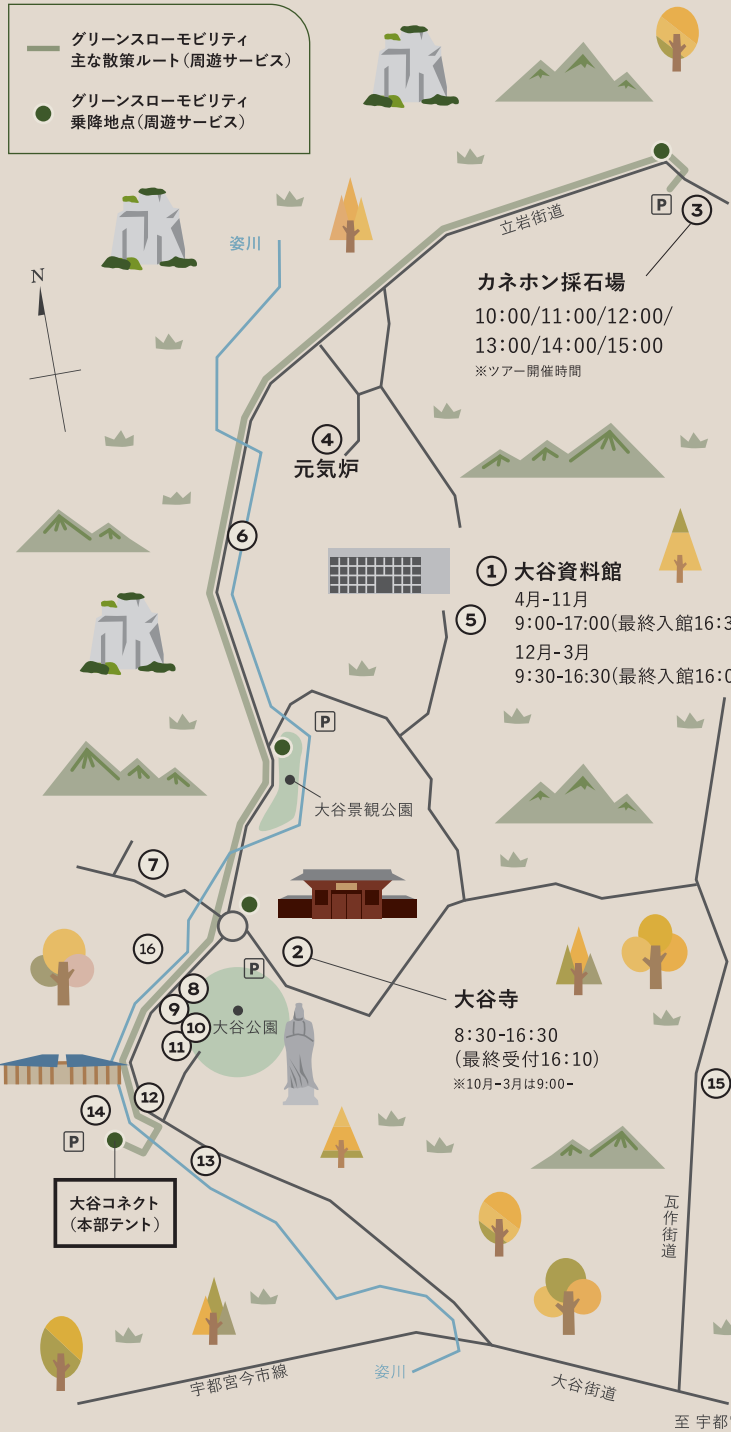 グリーンスローモビリティ
主な散策ルート(周遊サービス)
グリーンスローモビリティ
乗降地点(周遊サービス)
P
3
立岩街道
姿川
N
カネホン採石場
10:00/11:00/12:00/
13:00/14:00/15:00
※ツアー開催時間
4
元気炉
6
1 大谷資料館
4月-11月
9:00-17:00(最終入館16:3
12月-3月
9:30-16:30(最終入館16:0
5
P
大谷景観公園
7
16
2
P
8
9
10
大谷公園
11
大谷寺
8:30-16:30
(最終受付16:10)
※10月-3月は9:00-
15
12
14
P
13
大谷コネクト
(本部テント)
瓦作街道
姿川
宇都宮今市線
大谷街道
至 宇都